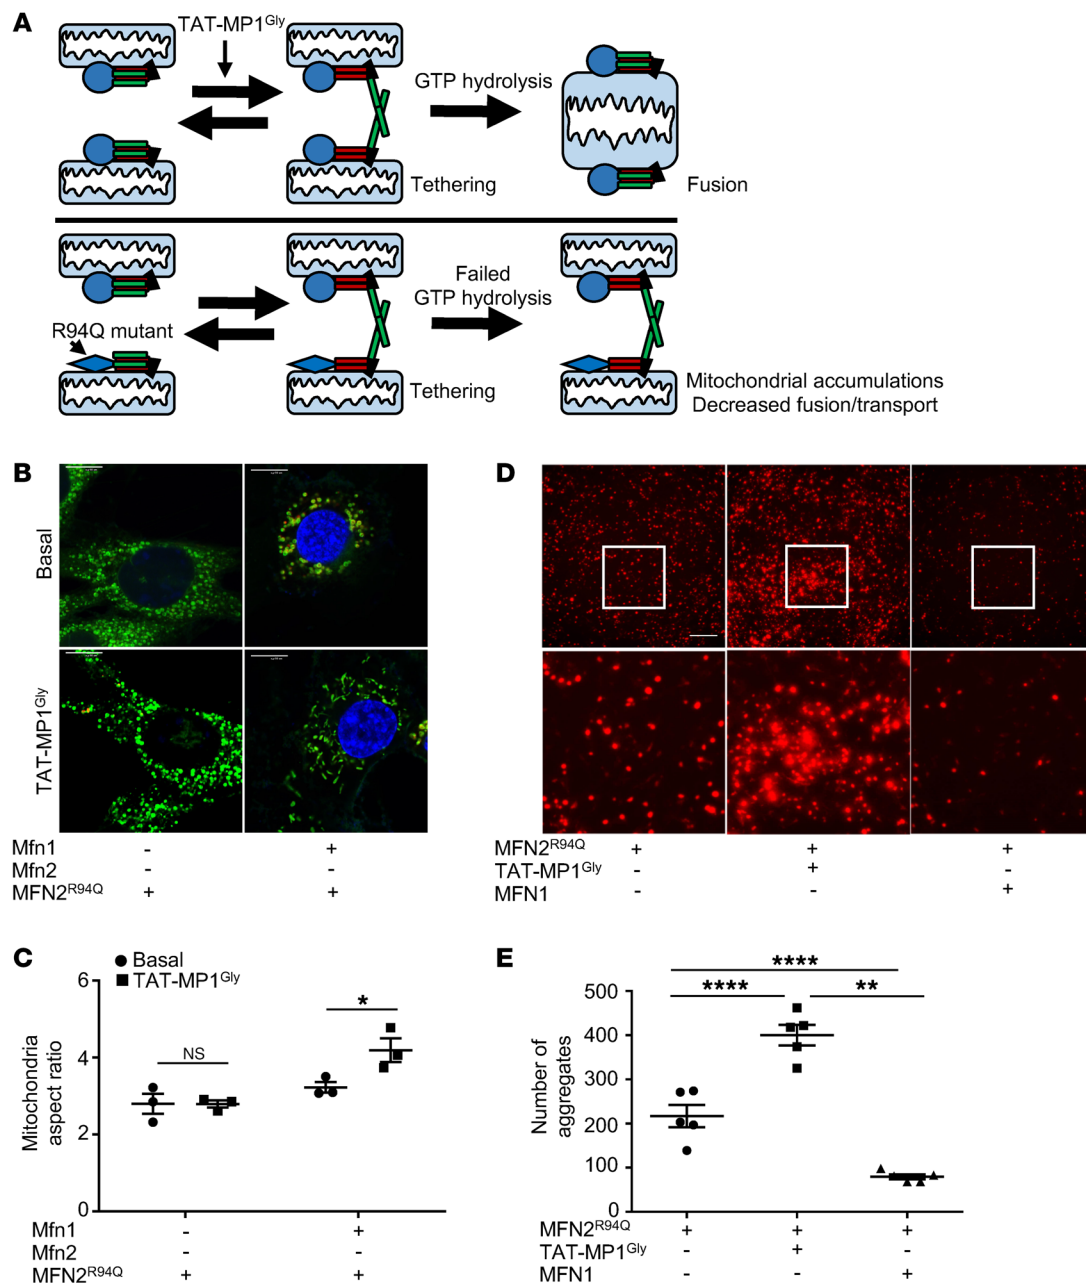 A
TAT-MP1Gly
GTP hydrolysis
Tethering
Fusion
Failed
GTP hydrolysis
R94Q mutant
Tethering
Mitochondrial accumulations
Decreased fusion/transport
B
Basal
TAT-MP1Gly
Mfn1 - +
Mfn2 - -
MFN2R94Q + +
D
MFN2R94Q + + +
TAT-MP1Gly - + -
MFN1 - - +
C
Basal
TAT-MP1Gly
Mitochondria
aspect ratio
6
4
2
0
NS
*
Mfn1 - +
Mfn2 - -
MFN2R94Q + +
E
****
**** **
Number of
aggregates
500
400
300
200
100
0
MFN2R94Q + + +
TAT-MP1Gly - + -
MFN1 - - +